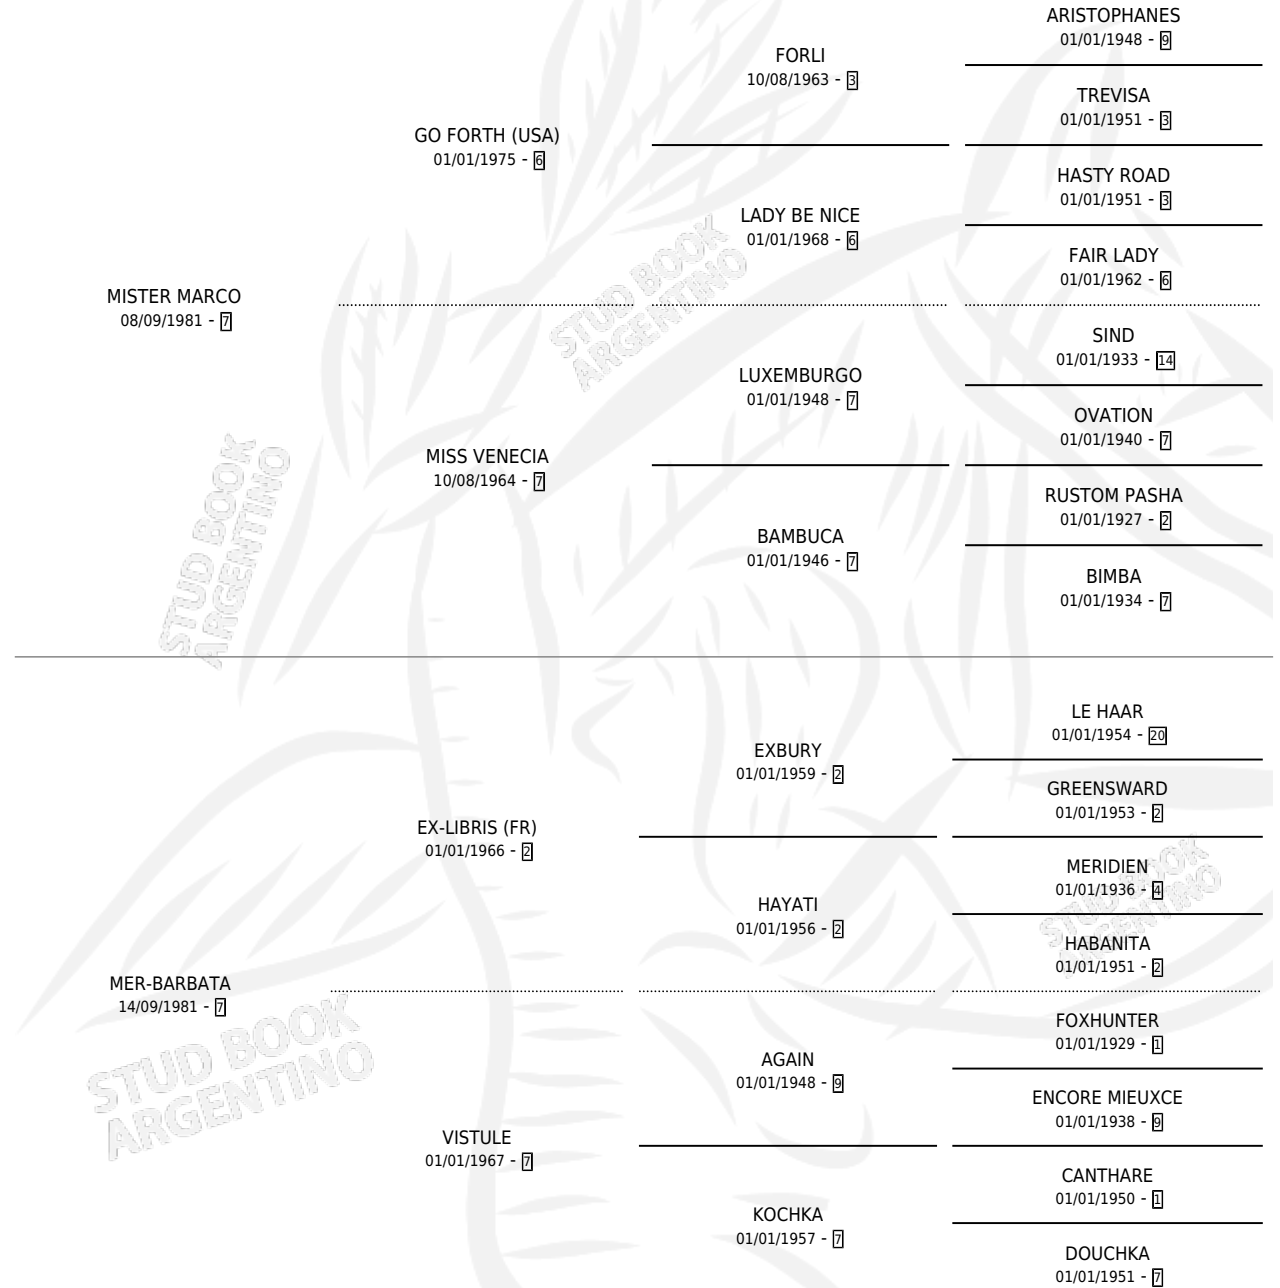 ARISTOPHANES
01/01/1948 - 9
FORLI
10/08/1963 - 3
TREVISA
01/01/1951 - 3
GO FORTH (USA)
01/01/1975 - 6
HASTY ROAD
01/01/1951 - 3
LADY BE NICE
01/01/1968 - 6
FAIR LADY
01/01/1962 - 6
MISTER MARCO
08/09/1981 - 7
STUD BOOK
ARGENTINO
SIND
01/01/1933 - 14
LUXEMBURGO
01/01/1948 - 7
OVATION
01/01/1940 - 7
MISS VENECIA
10/08/1964 - 7
RUSTOM PASHA
01/01/1927 - 2
BAMBUCA
01/01/1946 - 7
BIMBA
01/01/1934 - 7
STUD BOOK
ARGENTINO
LE HAAR
01/01/1954 - 20
EXBURY
01/01/1959 - 2
GREENSWARD
01/01/1953 - 2
EX-LIBRIS (FR)
01/01/1966 - 2
MERIDIEN
01/01/1936 - 4
HAYATI
01/01/1956 - 2
HABANITA
01/01/1951 - 2
STUD BOOK
ARGENTINO
MER-BARBATA
14/09/1981 - 7
FOXHUNTER
01/01/1929 - 1
AGAIN
01/01/1948 - 9
ENCORE MIEUXCE
01/01/1938 - 9
STUD BOOK
ARGENTINO
VISTULE
01/01/1967 - 7
CANTHARE
01/01/1950 - 1
KOCHKA
01/01/1957 - 7
DOUCHKA
01/01/1951 - 7